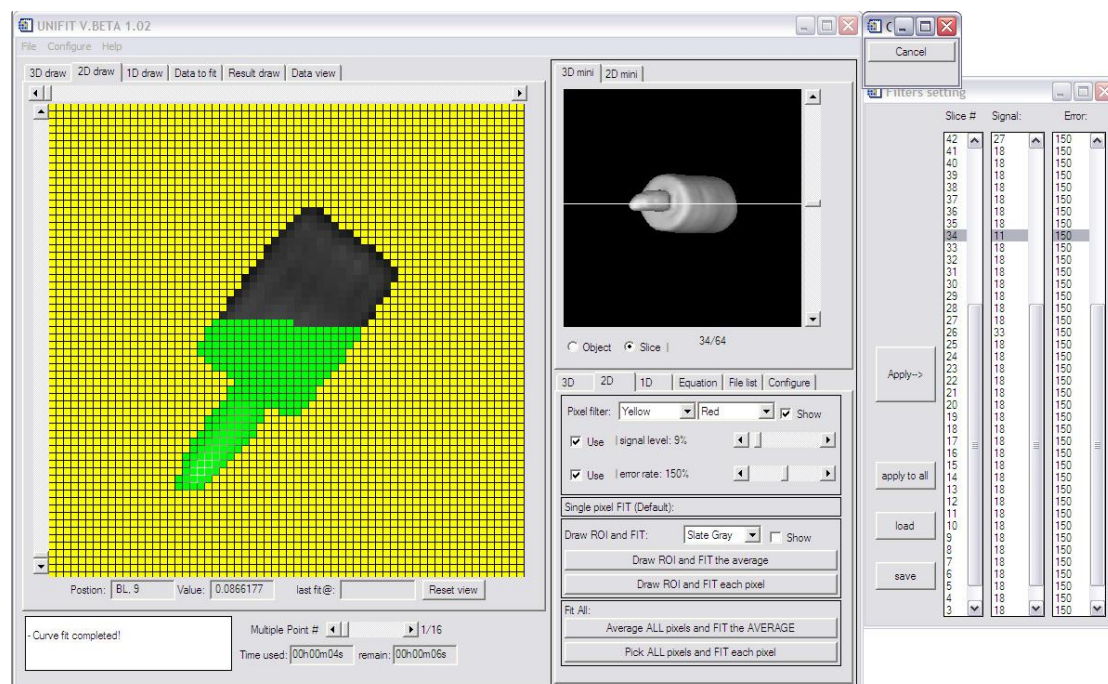 UNIFIT V.BETA 1.02
File Configure Help
3D draw 2D draw 1D draw Data to fit Result draw Data view
Postion: BL, 9 Value: 0.0866177 last fit@: Reset view
- Curve fit completed!
Multiple Point # 1/16
Time used: 00h00m04s remain: 00h00m06s
3D mini 2D mini
Object Slice | 34/64
3D 2D 1D Equation File list Configure
Pixel filter: Yellow Red Show
Use | signal level: 9%
Use | error rate: 150%
Single pixel FIT (Default):
Draw ROI and FIT: Slate Gray Show
Draw ROI and FIT the average
Draw ROI and FIT each pixel
Fit All:
Average ALL pixels and FIT the AVERAGE
Pick ALL pixels and FIT each pixel
Cancel
Filters setting
Slice # Signal: Error:
42 27 150
41 18 150
40 18 150
39 18 150
38 18 150
37 18 150
36 18 150
35 18 150
34 11 150
33 18 150
32 18 150
31 18 150
30 18 150
29 18 150
28 18 150
27 18 150
26 33 150
25 18 150
24 18 150
23 18 150
22 18 150
21 18 150
20 18 150
19 18 150
18 18 150
17 18 150
16 18 150
15 18 150
14 18 150
13 18 150
12 18 150
11 18 150
10 18 150
9 18 150
8 18 150
7 18 150
6 18 150
5 18 150
4 18 150
3 18 150
Apply-->
apply to all
load
save